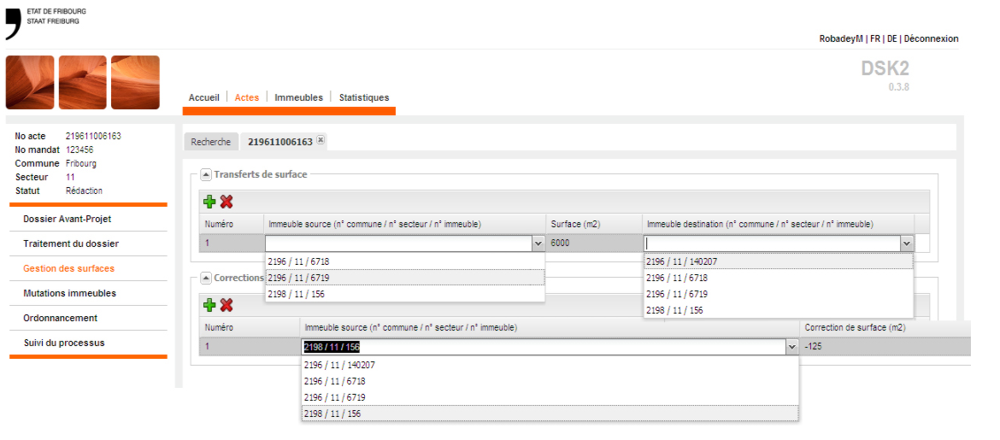 ETAT DE FRIBOURG
STAAT FREIBURG
RobadeyM | FR | DE | Déconnexion
DSK2
0.3.8
Accueil | Actes | Immeubles | Statistiques
No acte 219611006163
No mandat 123456
Commune Fribourg
Secteur 11
Statut Rédaction
Dossier Avant-Projet
Traitement du dossier
Gestion des surfaces
Mutations immeubles
Ordonnancement
Suivi du processus
Recherche 219611006163
Transferts de surface
Numéro Immeuble source (n° commune / n° secteur / n° immeuble) Surface (m2) Immeuble destination (n° commune / n° secteur / n° immeuble)
1 6000
2196 / 11 / 6718
2196 / 11 / 6719
2198 / 11 / 156
2196 / 11 / 140207
2196 / 11 / 6718
2196 / 11 / 6719
2198 / 11 / 156
Corrections
Numéro Immeuble source (n° commune / n° secteur / n° immeuble) Correction de surface (m2)
1 2198 / 11 / 156 -125
2196 / 11 / 140207
2196 / 11 / 6718
2196 / 11 / 6719
2198 / 11 / 156